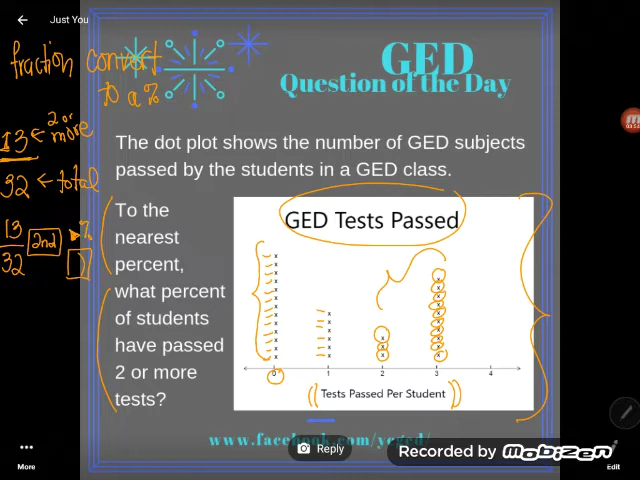 Just You
fraction convert
to a %
GED
Question of the Day
13 ← 2 or more
32 ← total
The dot plot shows the number of GED subjects
passed by the students in a GED class.
13
32
2nd
%
To the
nearest
percent,
what percent
of students
have passed
2 or more
tests?
GED Tests Passed
0 1 2 3 4
Tests Passed Per Student
www.facebook.com/ycged/
Reply
More
Recorded by
MOBIZEN
Edit